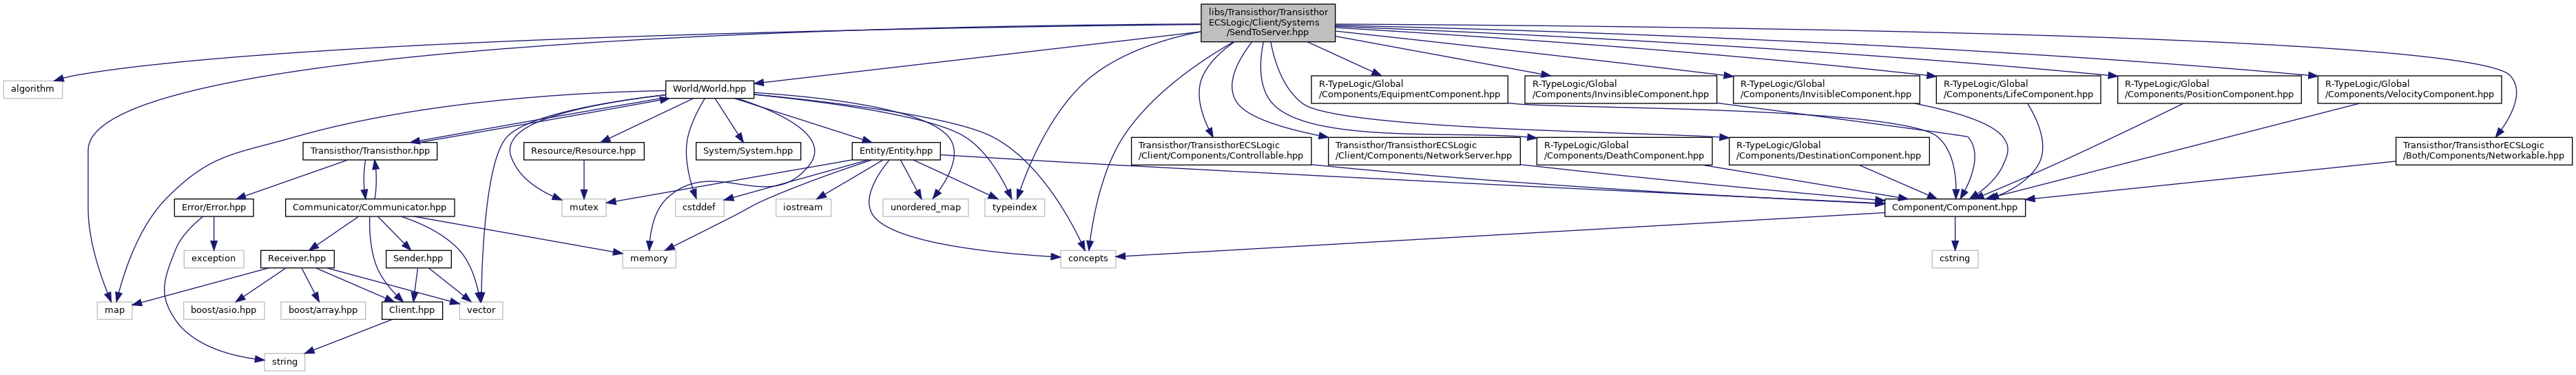 libs/Transisthor/Transisthor
ECSLogic/Client/Systems
/SendToServer.hpp
algorithm
World/World.hpp
R-TypeLogic/Global
/Components/EquipmentComponent.hpp
R-TypeLogic/Global
/Components/InvinsibleComponent.hpp
R-TypeLogic/Global
/Components/InvisibleComponent.hpp
R-TypeLogic/Global
/Components/LifeComponent.hpp
R-TypeLogic/Global
/Components/PositionComponent.hpp
R-TypeLogic/Global
/Components/VelocityComponent.hpp
Transisthor/Transisthor.hpp
Resource/Resource.hpp
System/System.hpp
Entity/Entity.hpp
Transisthor/TransisthorECSLogic
/Client/Components/Controllable.hpp
Transisthor/TransisthorECSLogic
/Client/Components/NetworkServer.hpp
R-TypeLogic/Global
/Components/DeathComponent.hpp
R-TypeLogic/Global
/Components/DestinationComponent.hpp
Transisthor/TransisthorECSLogic
/Both/Components/Networkable.hpp
Error/Error.hpp
Communicator/Communicator.hpp
mutex
cstddef
iostream
unordered_map
typeindex
Component/Component.hpp
exception
Receiver.hpp
Sender.hpp
memory
concepts
cstring
map
boost/asio.hpp
boost/array.hpp
Client.hpp
vector
string